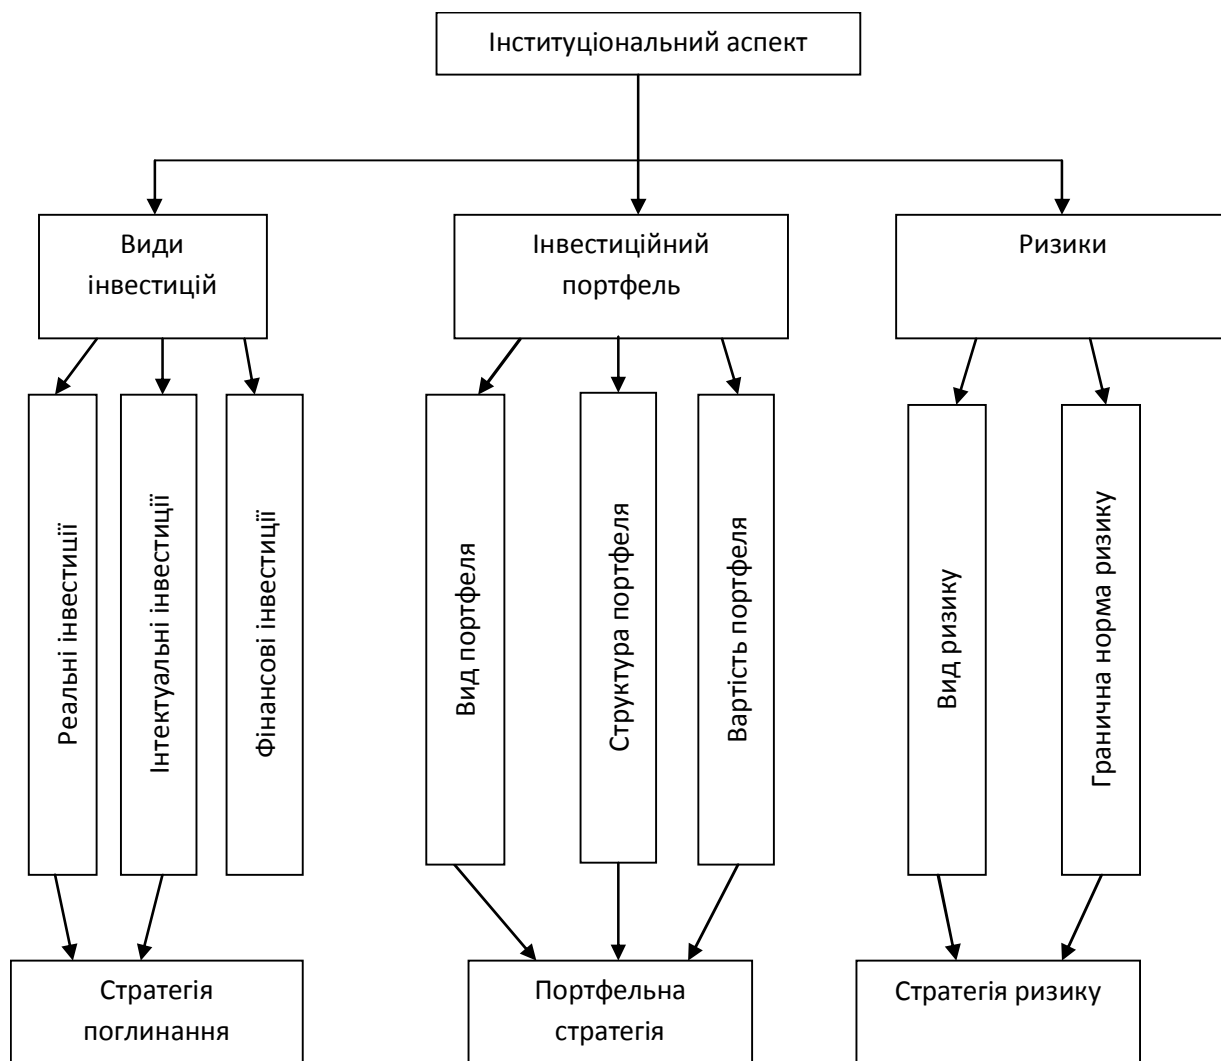 Інституціональний аспект
Види
інвестицій
Інвестиційний
портфель
Ризики
Реальні інвестиції
Інтектуальні інвестиції
Фінансові інвестиції
Вид портфеля
Структура портфеля
Вартість портфеля
Вид ризику
Гранична норма ризику
Стратегія
поглинання
Портфельна
стратегія
Стратегія ризику